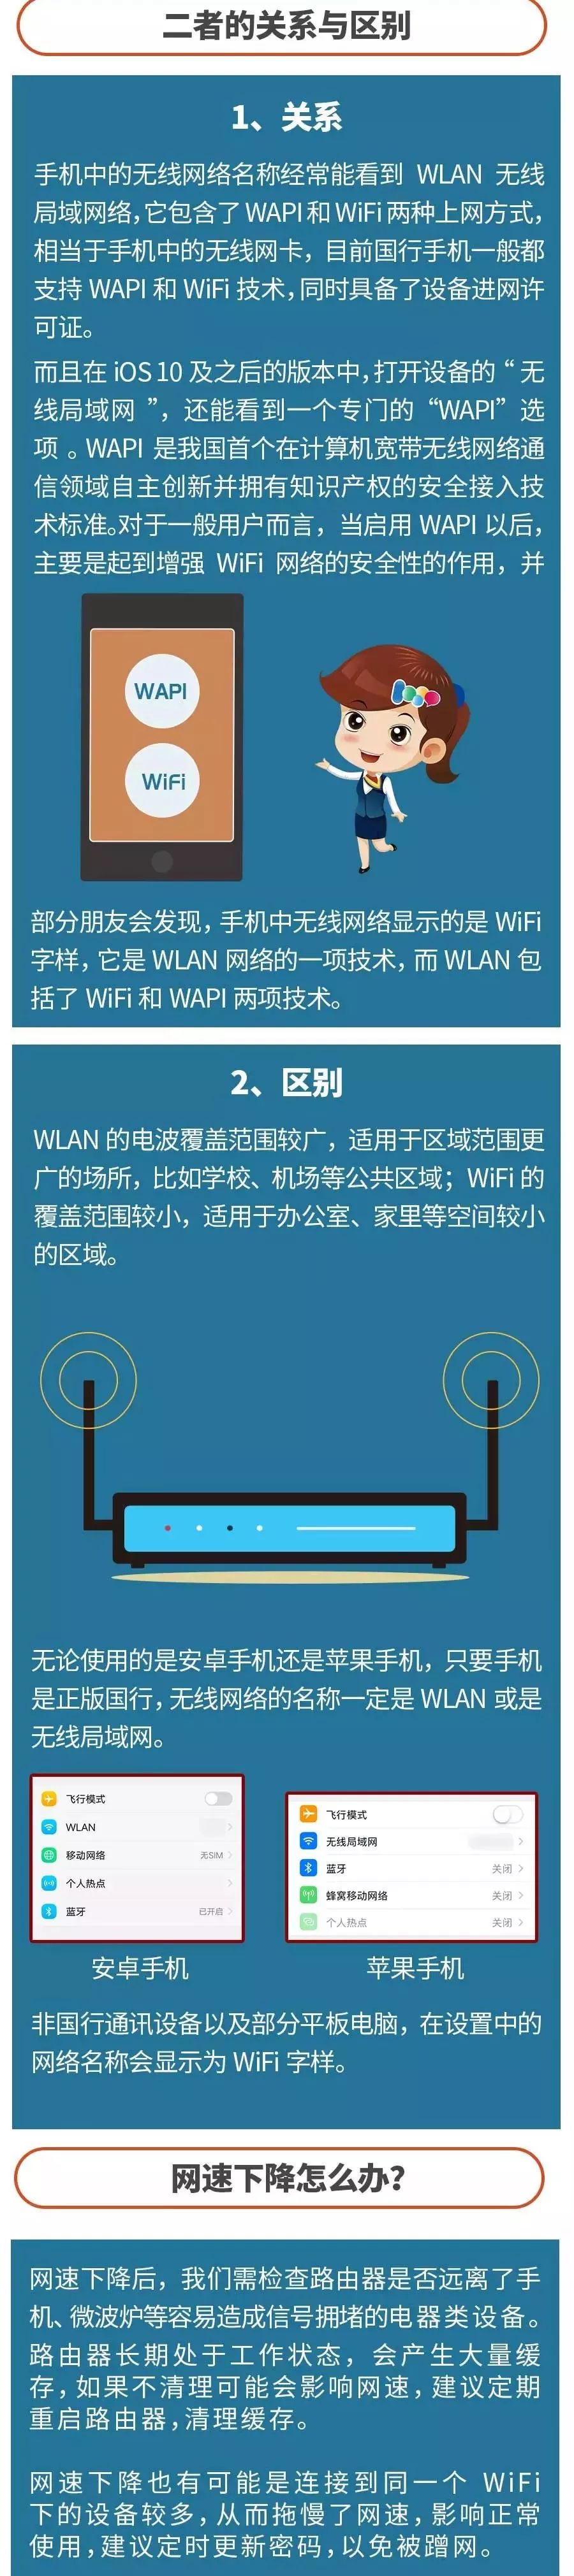 二者的关系与区别
1、关系
手机中的无线网络名称经常能看到 WLAN 无线
局域网络，它包含了 WAPI 和 WiFi 两种上网方式，
相当于手机中的无线网卡，目前国行手机一般都
支持 WAPI 和 WiFi 技术，同时具备了设备进网许
可证。
而且在 iOS 10 及之后的版本中，打开设备的“无
线局域网 ”，还能看到一个专门的“WAPI”选
项 。WAPI 是我国首个在计算机宽带无线网络通
信领域自主创新并拥有知识产权的安全接入技
术标准。对于一般用户而言，当启用 WAPI 以后，
主要是起到增强 WiFi 网络的安全性的作用，并
WAPI
WiFi
部分朋友会发现，手机中无线网络显示的是 WiFi
字样，它是 WLAN 网络的一项技术，而 WLAN 包
括了 WiFi 和 WAPI 两项技术。
2、区别
WLAN 的电波覆盖范围较广，适用于区域范围更
广的场所，比如学校、机场等公共区域；WiFi 的
覆盖范围较小，适用于办公室、家里等空间较小
的区域。
无论使用的是安卓手机还是苹果手机，只要手机
是正版国行，无线网络的名称一定是 WLAN 或是
无线局域网。
飞行模式
WLAN
移动网络 无SIM
个人热点
蓝牙 已开启
飞行模式
无线局域网
蓝牙 关闭
蜂窝移动网络 关闭
个人热点 关闭
安卓手机
苹果手机
非国行通讯设备以及部分平板电脑，在设置中的
网络名称会显示为 WiFi 字样。
网速下降怎么办？
网速下降后，我们需检查路由器是否远离了手
机、微波炉等容易造成信号拥堵的电器类设备。
路由器长期处于工作状态，会产生大量缓
存，如果不清理可能会影响网速，建议定期
重启路由器，清理缓存。
网速下降也有可能是连接到同一个 WiFi
下的设备较多，从而拖慢了网速，影响正常
使用，建议定时更新密码，以免被蹭网。